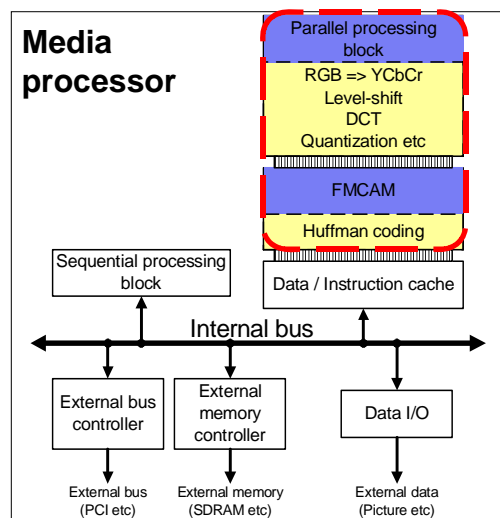 Media
processor
Parallel processing
block
RGB => YCbCr
Level-shift
DCT
Quantization etc
FMCAM
Huffman coding
Sequential processing
block
Data / Instruction cache
Internal bus
External bus
controller
External
memory
controller
Data I/O
External bus
(PCI etc)
External memory
(SDRAM etc)
External data
(Picture etc)